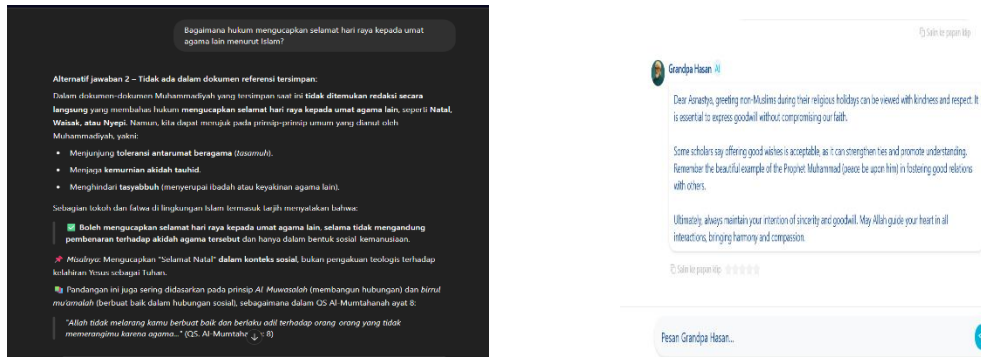 Bagaimana hukum mengucapkan selamat hari raya kepada umat
agama lain menurut Islam?
Alternatif jawaban 2 – Tidak ada dalam dokumen referensi tersimpan:
Dalam dokumen-dokumen Muhammadiyah yang tersimpan saat ini tidak ditemukan redaksi secara
langsung yang membahas hukum mengucapkan selamat hari raya kepada umat agama lain, seperti Natal,
Waisak, atau Nyepi. Namun, kita dapat merujuk pada prinsip-prinsip umum yang dianut oleh
Muhammadiyah, yakni:
• Menjunjung toleransi antarumat beragama (tasamuh).
• Menjaga kemurnian akidah tauhid.
• Menghindari tasyabbuh (menyerupai ibadah atau keyakinan agama lain).
Sebagian tokoh dan fatwa di lingkungan Islam termasuk tarjih menyatakan bahwa:
✅ Boleh mengucapkan selamat hari raya kepada umat agama lain, selama tidak mengandung
pembenaran terhadap akidah agama tersebut dan hanya dalam bentuk sosial kemanusiaan.
📌 Misalnya: Mengucapkan "Selamat Natal" dalam konteks sosial, bukan pengakuan teologis terhadap
kelahiran Yesus sebagai Tuhan.
📚 Pandangan ini juga sering didasarkan pada prinsip Al-Muwasalah (membangun hubungan) dan birrul
mu'amalah (berbuat baik dalam hubungan sosial), sebagaimana dalam QS Al-Mumtahanah ayat 8:
"Allah tidak melarang kamu berbuat baik dan berlaku adil terhadap orang-orang yang tidak
memerangimu karena agama..." (QS. Al-Mumtaha 8)
Salin ke papan klip
Grandpa Hasan AI
Dear Asnastya, greeting non-Muslims during their religious holidays can be viewed with kindness and respect. It
is essential to express goodwill without compromising our faith.
Some scholars say offering good wishes is acceptable, as it can strengthen ties and promote understanding.
Remember the beautiful example of the Prophet Muhammad (peace be upon him) in fostering good relations
with others.
Ultimately, always maintain your intention of sincerity and goodwill. May Allah guide your heart in all
interactions, bringing harmony and compassion.
Salin ke papan klip
Pesan Grandpa Hasan...